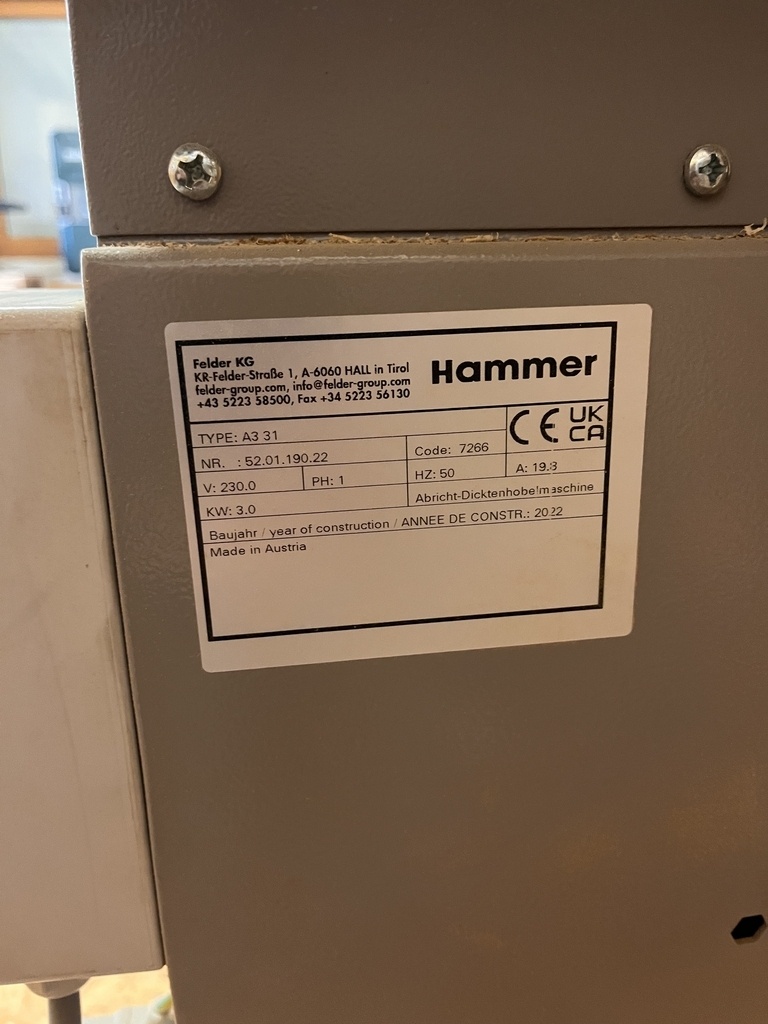 Felder KG
KR-Felder-Straße 1, A-6060 HALL in Tirol
felder-group.com, info@felder-group.com
+43 5223 58500, Fax +34 5223 56130
Hammer
CE UK
CA
TYPE: A3 31
NR. : 52.01.190.22
Code: 7266
V: 230.0
PH: 1
HZ: 50
A: 19.8
KW: 3.0
Abricht-Dicktenhobelmaschine
Baujahr / year of construction / ANNEE DE CONSTR.: 2022
Made in Austria